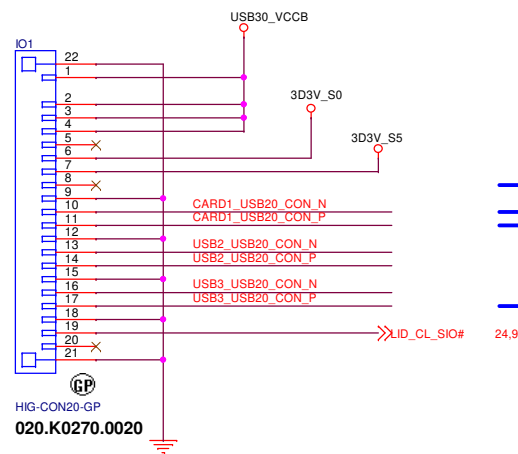 USB30_VCCB
IO1
22
1
3D3V_S0
2
3
4
3D3V_S5
5
6
7
8
9
10 CARD1_USB20_CON_N
11 CARD1_USB20_CON_P
12
13 USB2_USB20_CON_N
14 USB2_USB20_CON_P
15
16 USB3_USB20_CON_N
17 USB3_USB20_CON_P
18
19 LID_CL_SIO# 24,9
20
21
GP
HIG-CON20-GP
020.K0270.0020